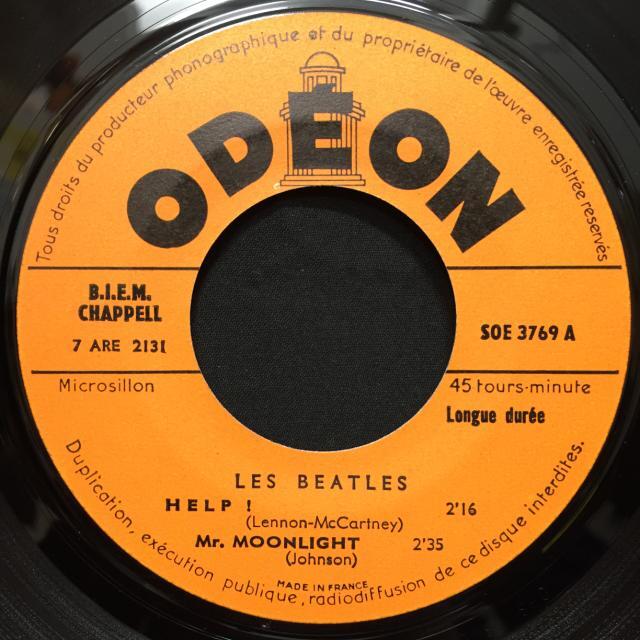 Tous droits du producteur phonographique et du propriétaire de l'œuvre enregistrée réservés
ODÉON
B.I.E.M.
CHAPPELL
7 ARE 2131
SOE 3769 A
Microsillon
45 tours-minute
Longue durée
LES BEATLES
HELP ! 2'16
(Lennon-McCartney)
Mr. MOONLIGHT 2'35
(Johnson)
MADE IN FRANCE
Duplication, exécution publique, radiodiffusion de ce disque interdites.